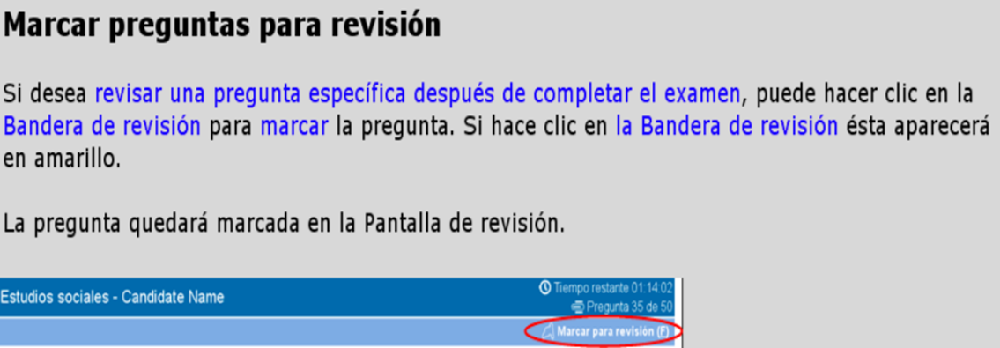 Marcar preguntas para revisión
Si desea revisar una pregunta específica después de completar el examen, puede hacer clic en la
Bandera de revisión para marcar la pregunta. Si hace clic en la Bandera de revisión ésta aparecerá
en amarillo.
La pregunta quedará marcada en la Pantalla de revisión.
Estudios sociales - Candidate Name
Tiempo restante 01:14:02
Pregunta 35 de 50
Marcar para revisión (F)